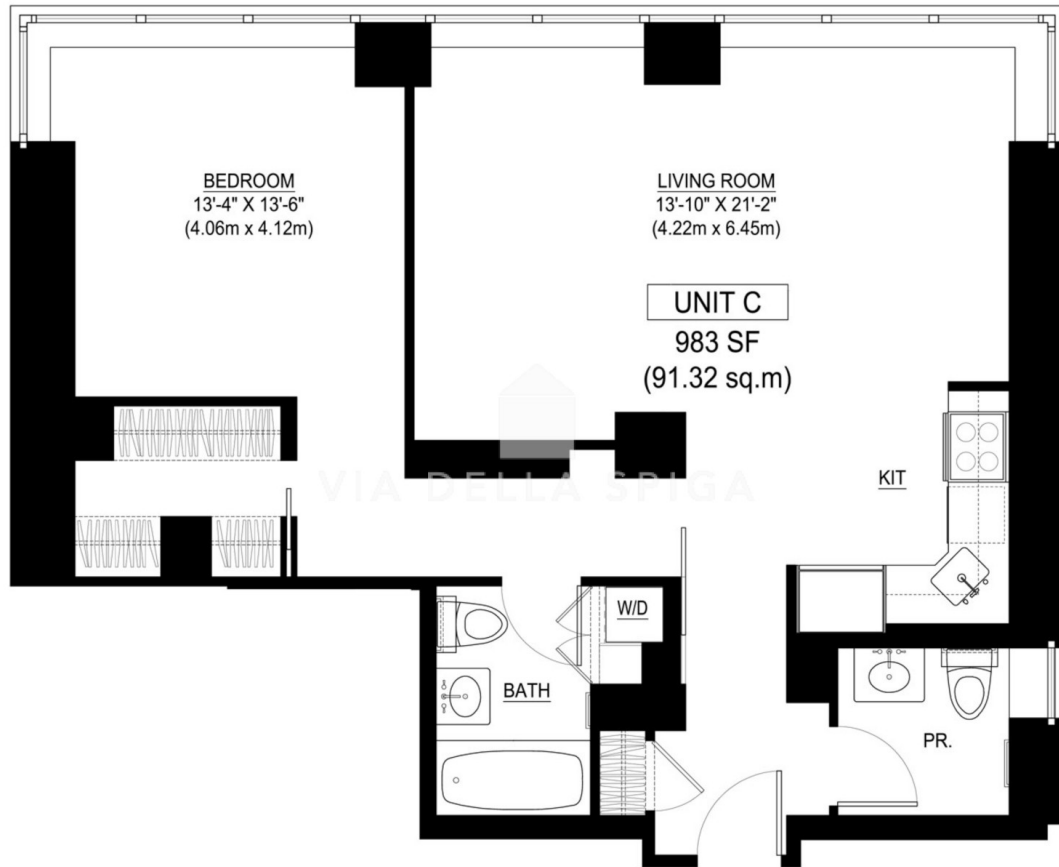 BEDROOM
13'-4" X 13'-6"
(4.06m x 4.12m)
LIVING ROOM
13'-10" X 21'-2"
(4.22m x 6.45m)
UNIT C
983 SF
(91.32 sq.m)
VIA DELLA SPIGA
KIT
W/D
BATH
PR.